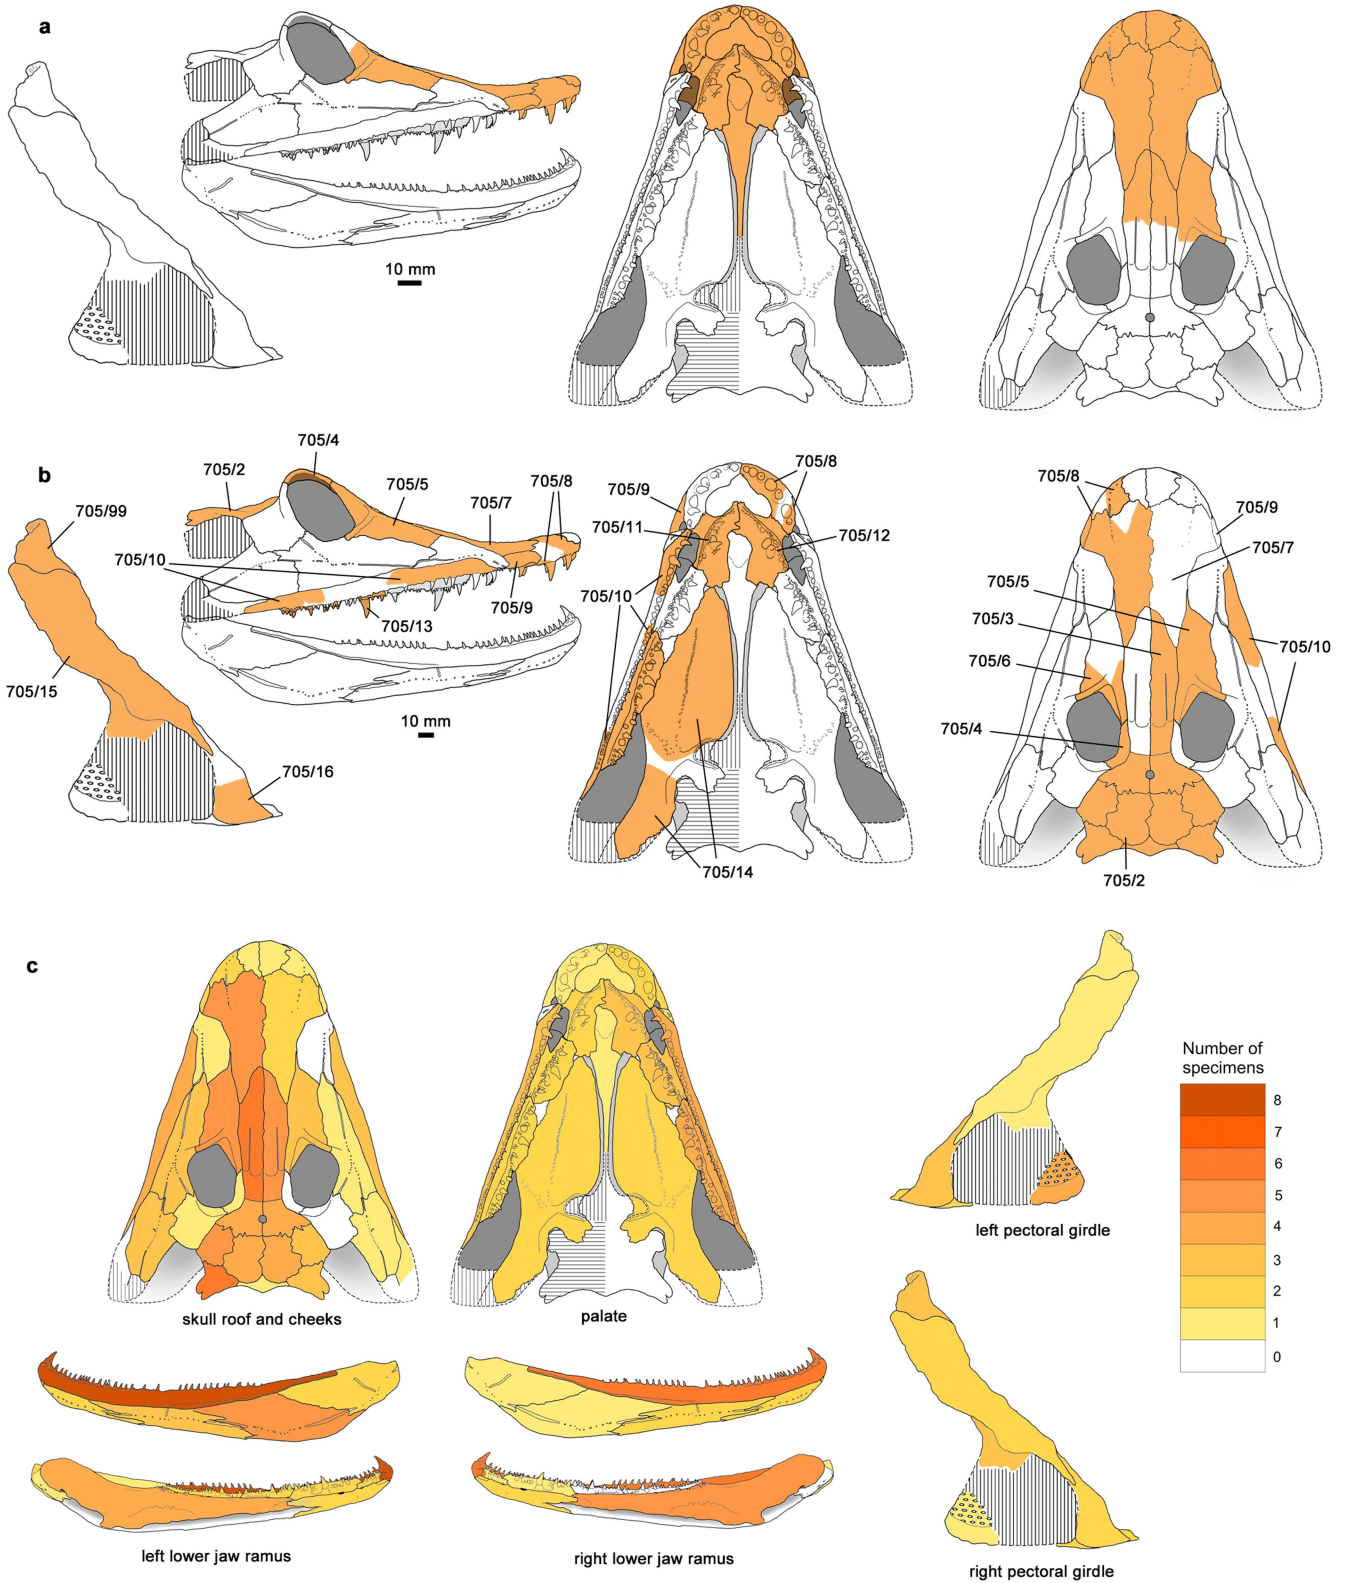 a
10 mm
b
705/99
705/2
705/4
705/5
705/7
705/8
705/10
705/9
705/13
705/15
705/16
10 mm
705/8
705/9
705/11
705/12
705/10
705/14
705/8
705/9
705/7
705/5
705/3
705/6
705/10
705/4
705/2
c
skull roof and cheeks
palate
left pectoral girdle
Number of
specimens
8
7
6
5
4
3
2
1
0
left lower jaw ramus
right lower jaw ramus
right pectoral girdle